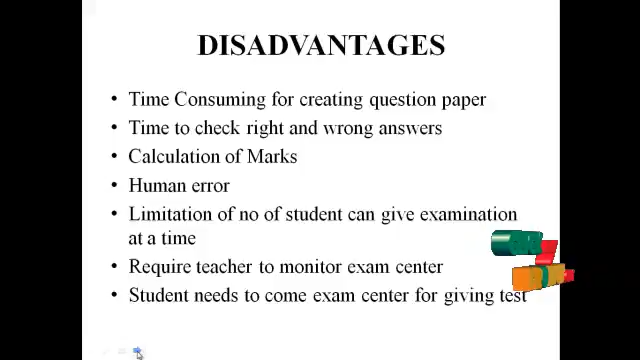 DISADVANTAGES
• Time Consuming for creating question paper
• Time to check right and wrong answers
• Calculation of Marks
• Human error
• Limitation of no of student can give examination
at a time
• Require teacher to monitor exam center
• Student needs to come exam center for giving test